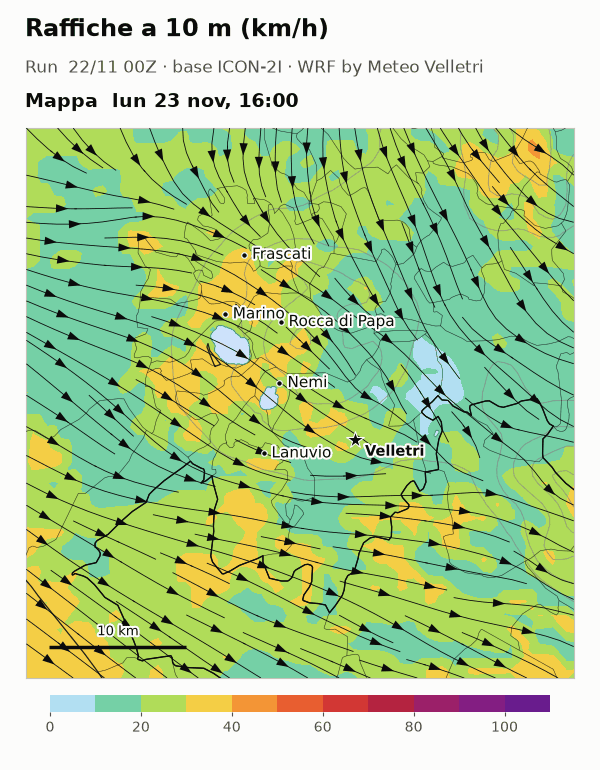 Raffiche a 10 m (km/h)
Run 22/11 00Z · base ICON-2I · WRF by Meteo Velletri
Mappa lun 23 nov, 16:00
Frascati
Marino
Rocca di Papa
Nemi
Velletri
Lanuvio
10 km
0 20 40 60 80 100